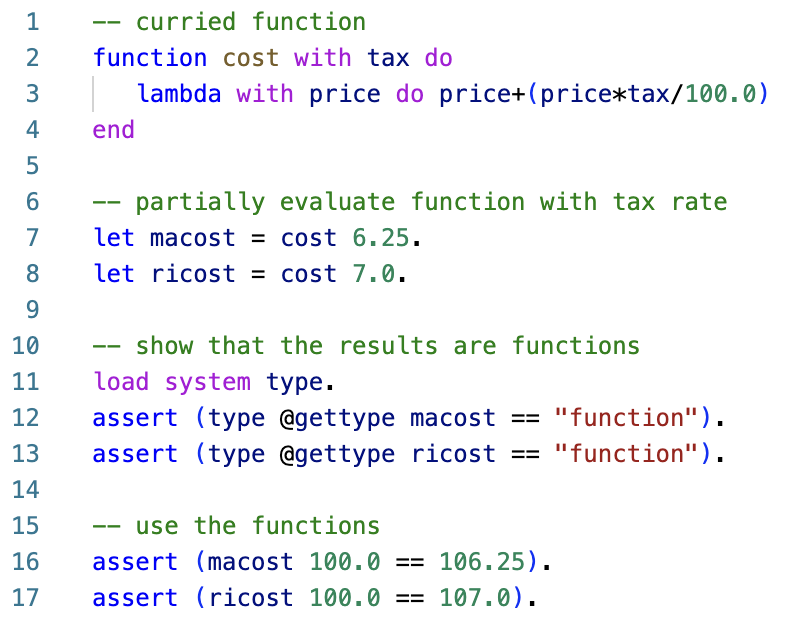 1 -- curried function
2 function cost with tax do
3    lambda with price do price+(price*tax/100.0)
4 end
5
6 -- partially evaluate function with tax rate
7 let macost = cost 6.25.
8 let ricost = cost 7.0.
9
10 -- show that the results are functions
11 load system type.
12 assert (type @gettype macost == "function").
13 assert (type @gettype ricost == "function").
14
15 -- use the functions
16 assert (macost 100.0 == 106.25).
17 assert (ricost 100.0 == 107.0).